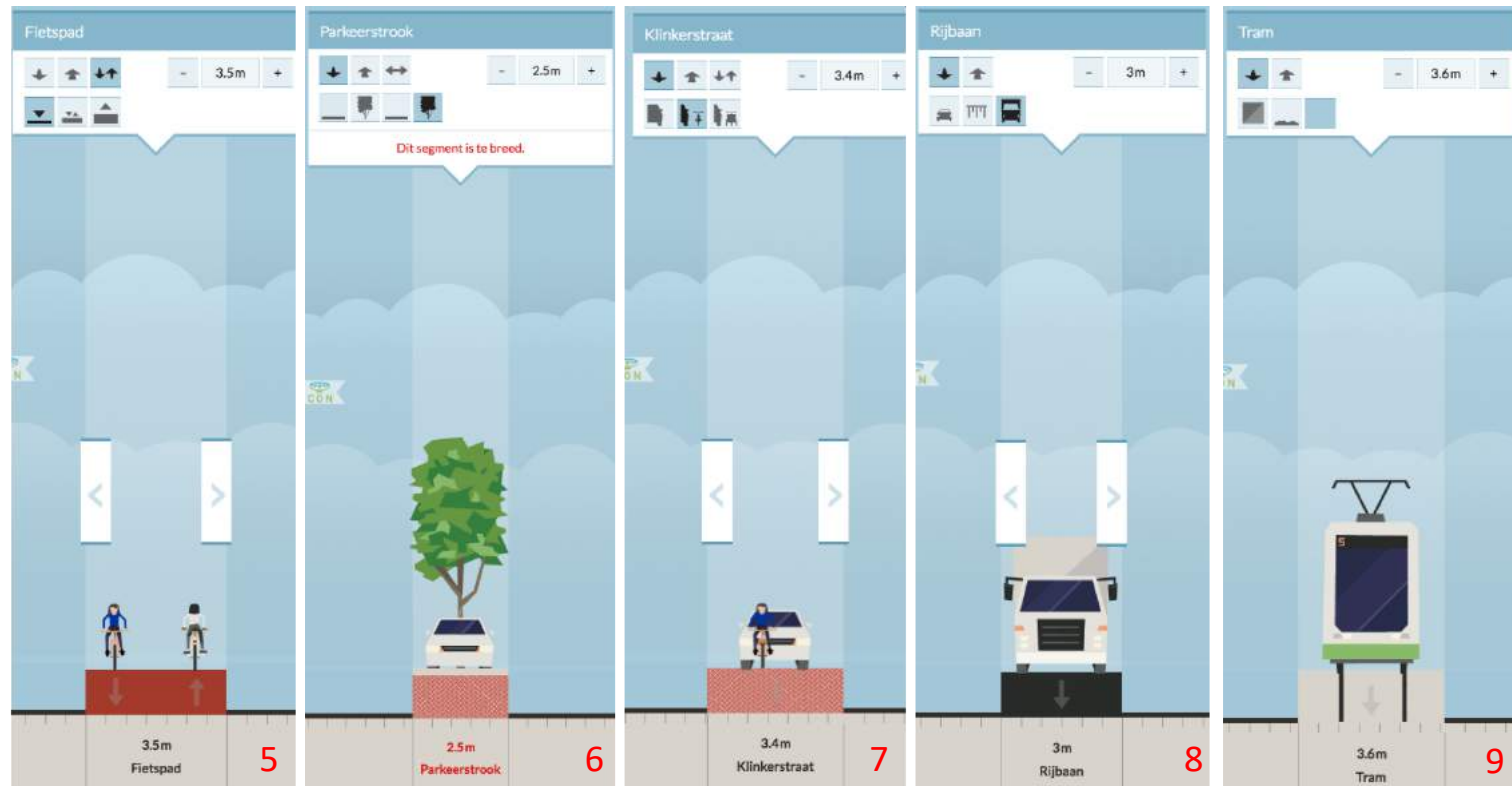 Fietspad
- 3.5m +
3.5m
Fietspad
5
Parkeerstrook
- 2.5m +
Dit segment is te breed.
CDN
2.5m
Parkeerstrook
6
Klinkerstraat
- 3.4m +
3.4m
Klinkerstraat
7
Rijbaan
- 3m +
3m
Rijbaan
8
Tram
- 3.6m +
5
3.6m
Tram
9